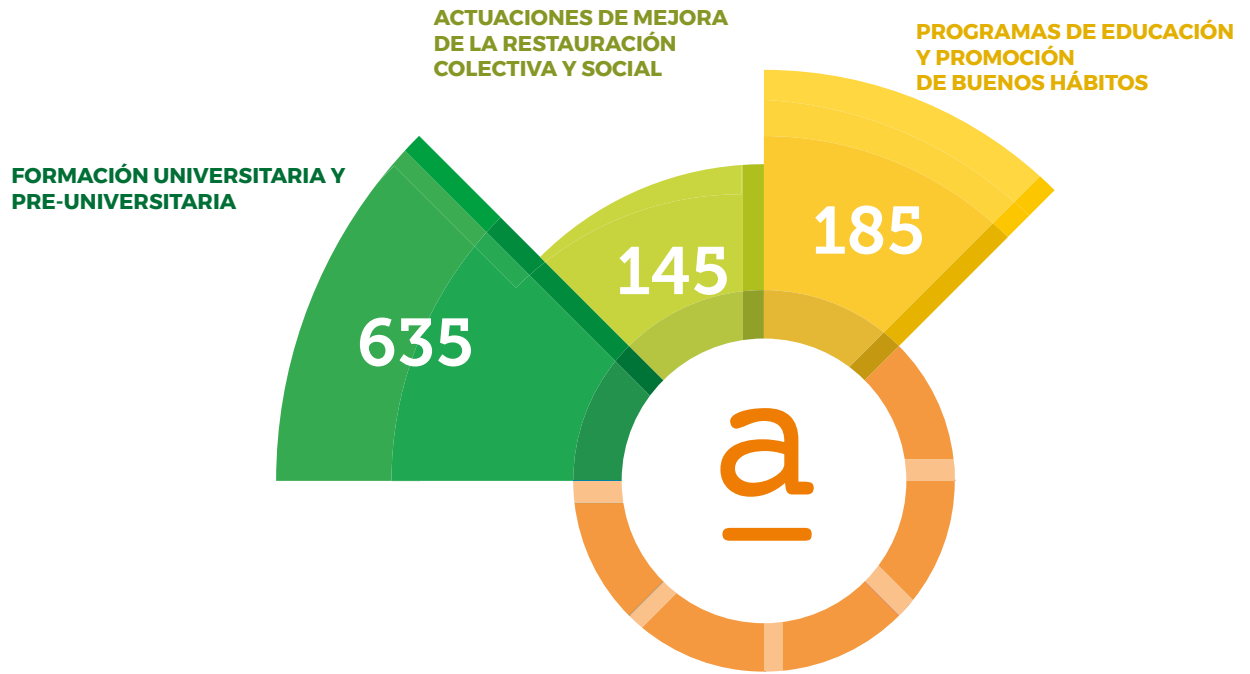 ACTUACIONES DE MEJORA
DE LA RESTAURACIÓN
COLECTIVA Y SOCIAL
PROGRAMAS DE EDUCACIÓN
Y PROMOCIÓN
DE BUENOS HÁBITOS
FORMACIÓN UNIVERSITARIA Y
PRE-UNIVERSITARIA
185
145
635
a